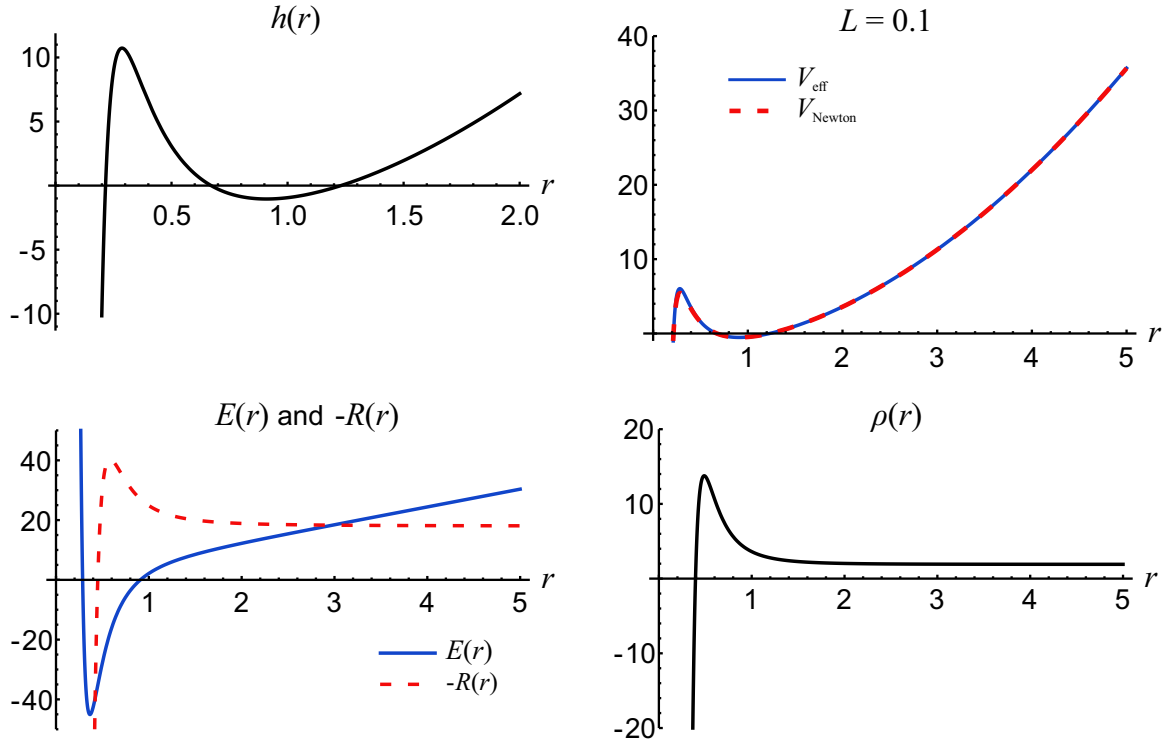 h(r)
10
5
-5
-10
0.5 1.0 1.5 2.0
r
L = 0.1
V_eff
V_Newton
40
30
20
10
1 2 3 4 5
r
E(r) and -R(r)
40
20
-20
-40
1 2 3 4 5
r
E(r)
-R(r)
ρ(r)
20
10
-10
-20
1 2 3 4 5
r